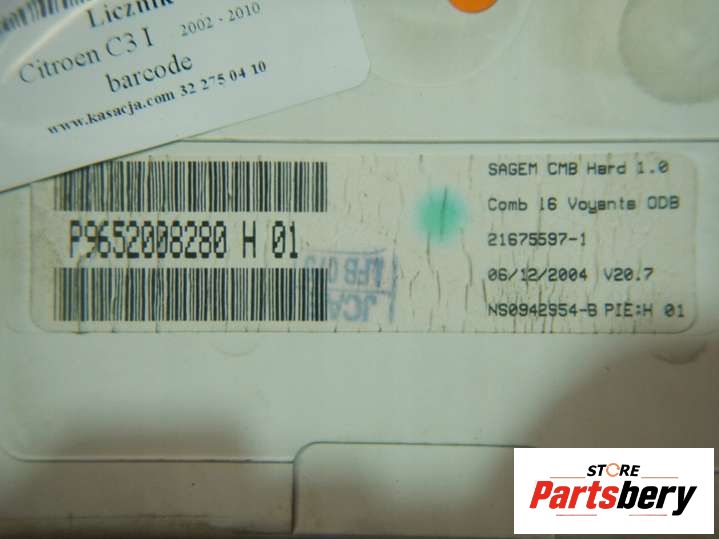 Licznik
Citroen C3 I 2002 - 2010
barcode
www.kasacja.com 32 275 04 10
P9652008280 H 01
SAGEM CMB Hard 1.0
Comb 16 Voyants ODB
21675597-1
06/12/2004 V20.7
NS0942954-B PIE:H 01
STORE
Partsbery